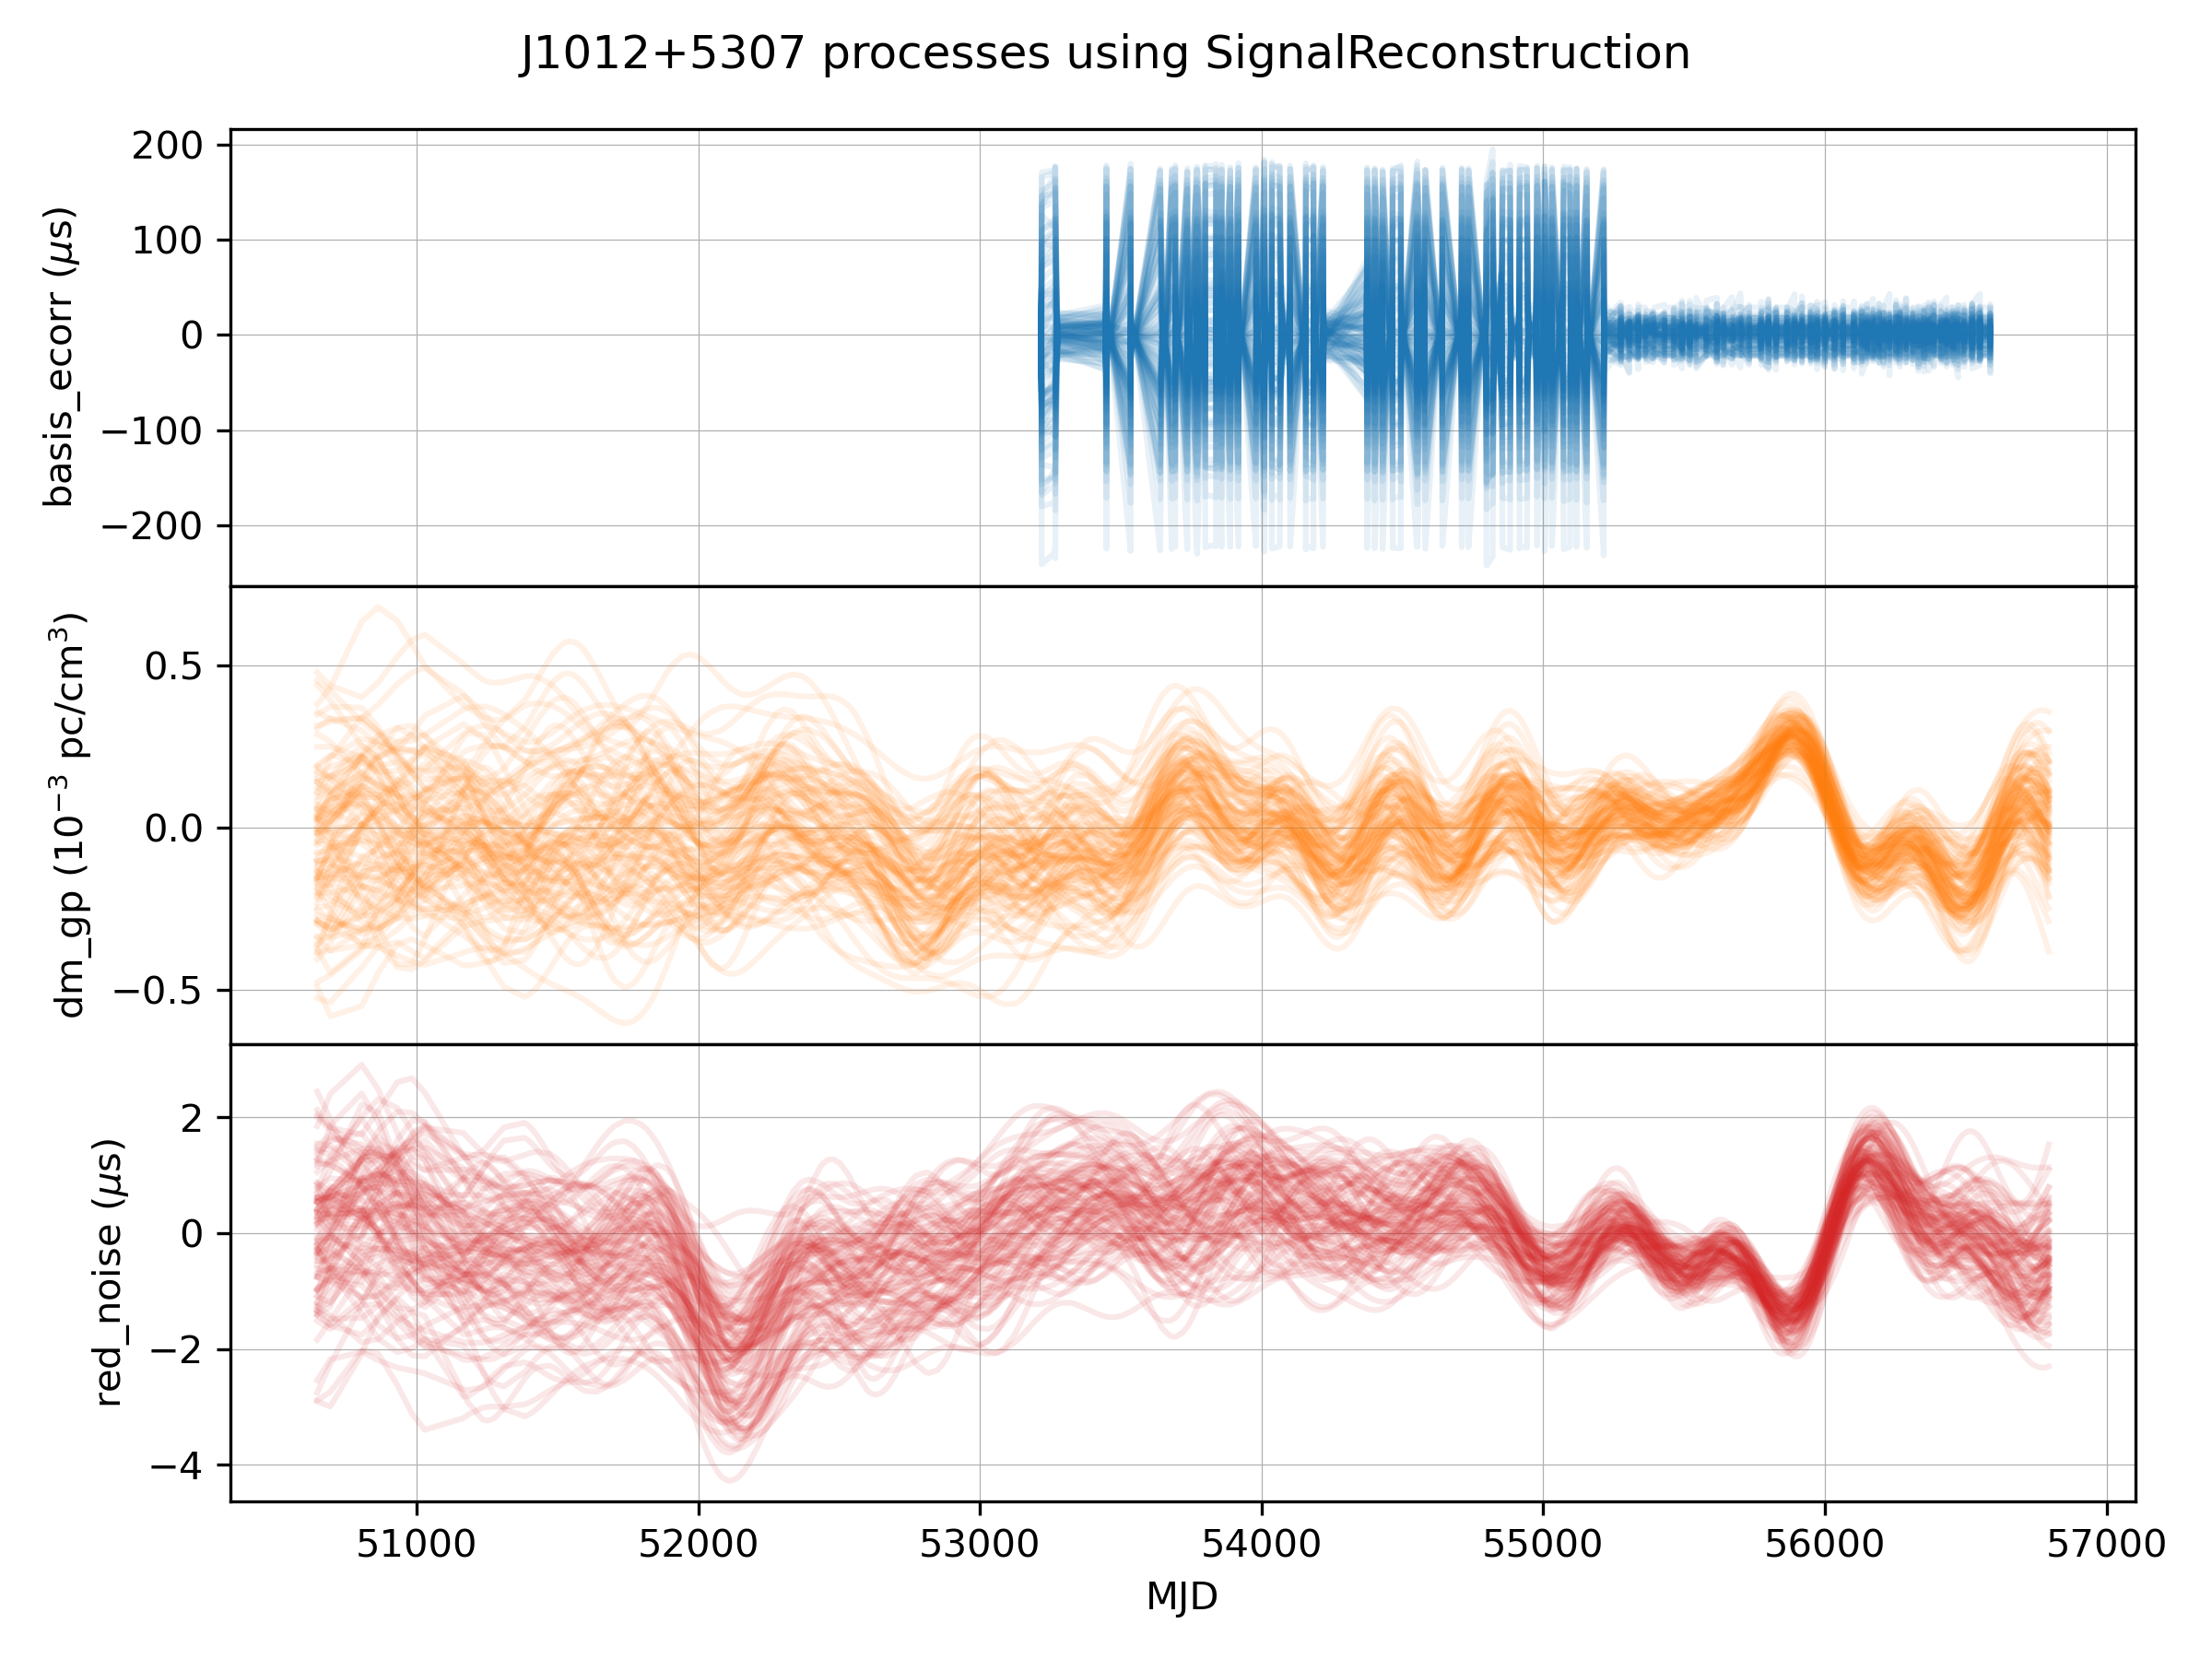 J1012+5307 processes using SignalReconstruction
basis_ecorr (μs)
200
100
0
−100
−200
dm_gp (10⁻³ pc/cm³)
0.5
0.0
−0.5
red_noise (μs)
2
0
−2
−4
51000 52000 53000 54000 55000 56000 57000
MJD